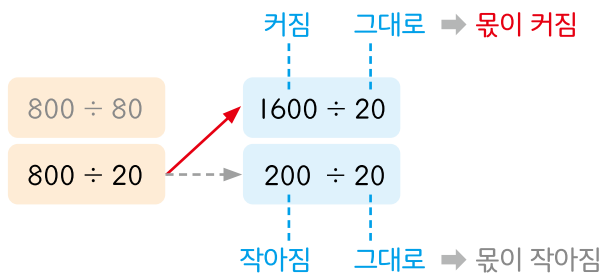 커짐 그대로 몫이 커짐
800 ÷ 80 1600 ÷ 20
800 ÷ 20 200 ÷ 20
작아짐 그대로 몫이 작아짐